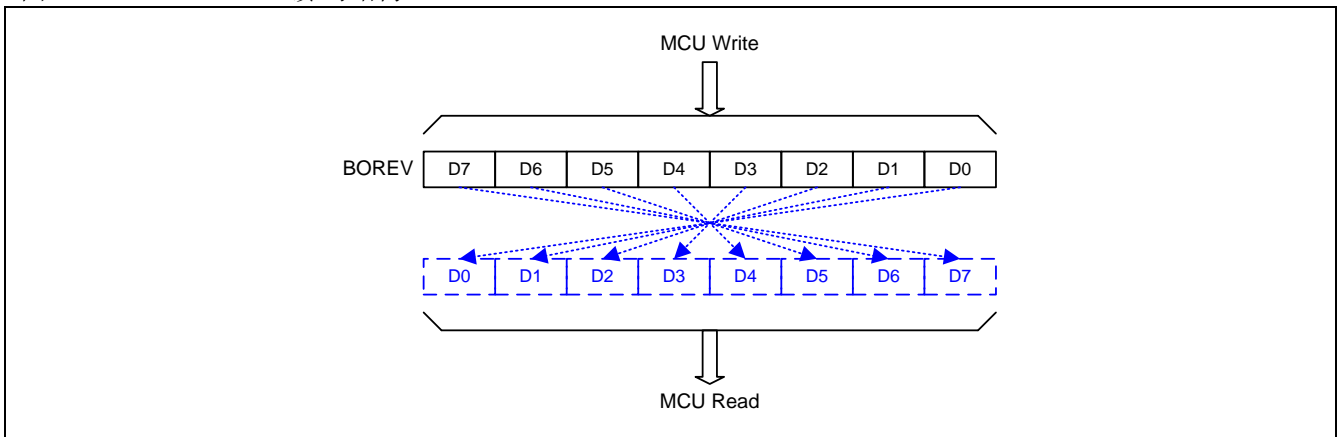 MCU Write
BOREV D7 D6 D5 D4 D3 D2 D1 D0
D0 D1 D2 D3 D4 D5 D6 D7
MCU Read